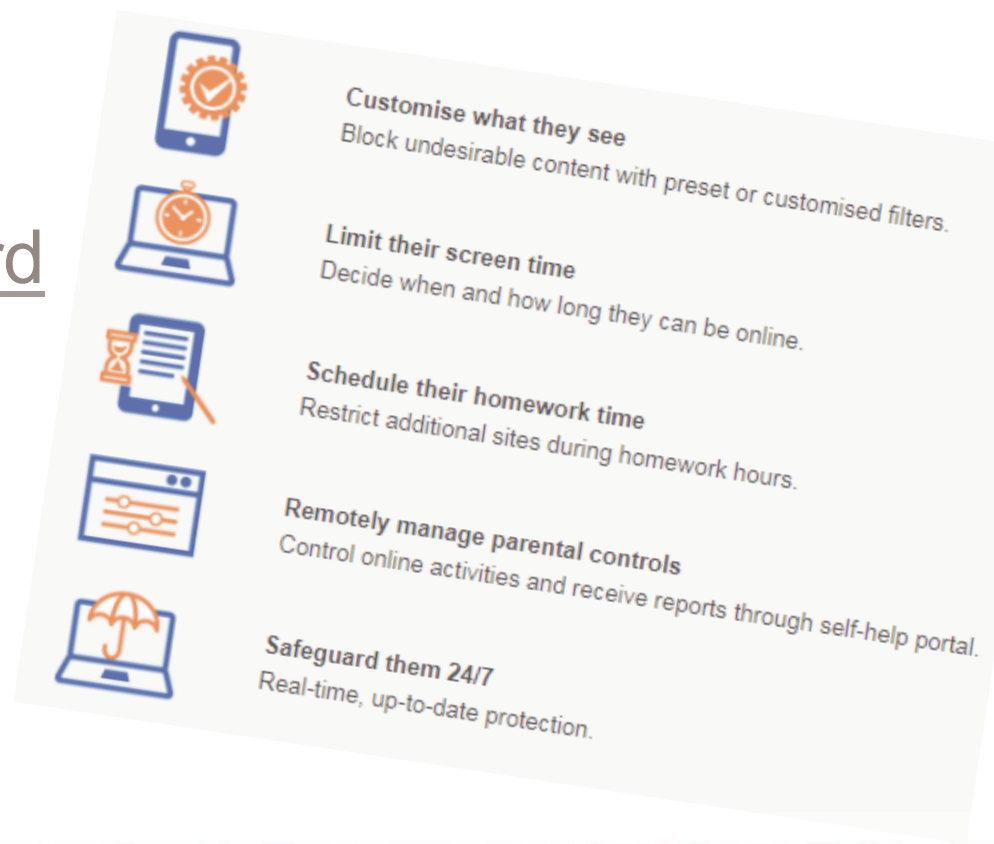 rd
Customise what they see
Block undesirable content with preset or customised filters.
Limit their screen time
Decide when and how long they can be online.
Schedule their homework time
Restrict additional sites during homework hours.
Remotely manage parental controls
Control online activities and receive reports through self-help portal.
Safeguard them 24/7
Real-time, up-to-date protection.